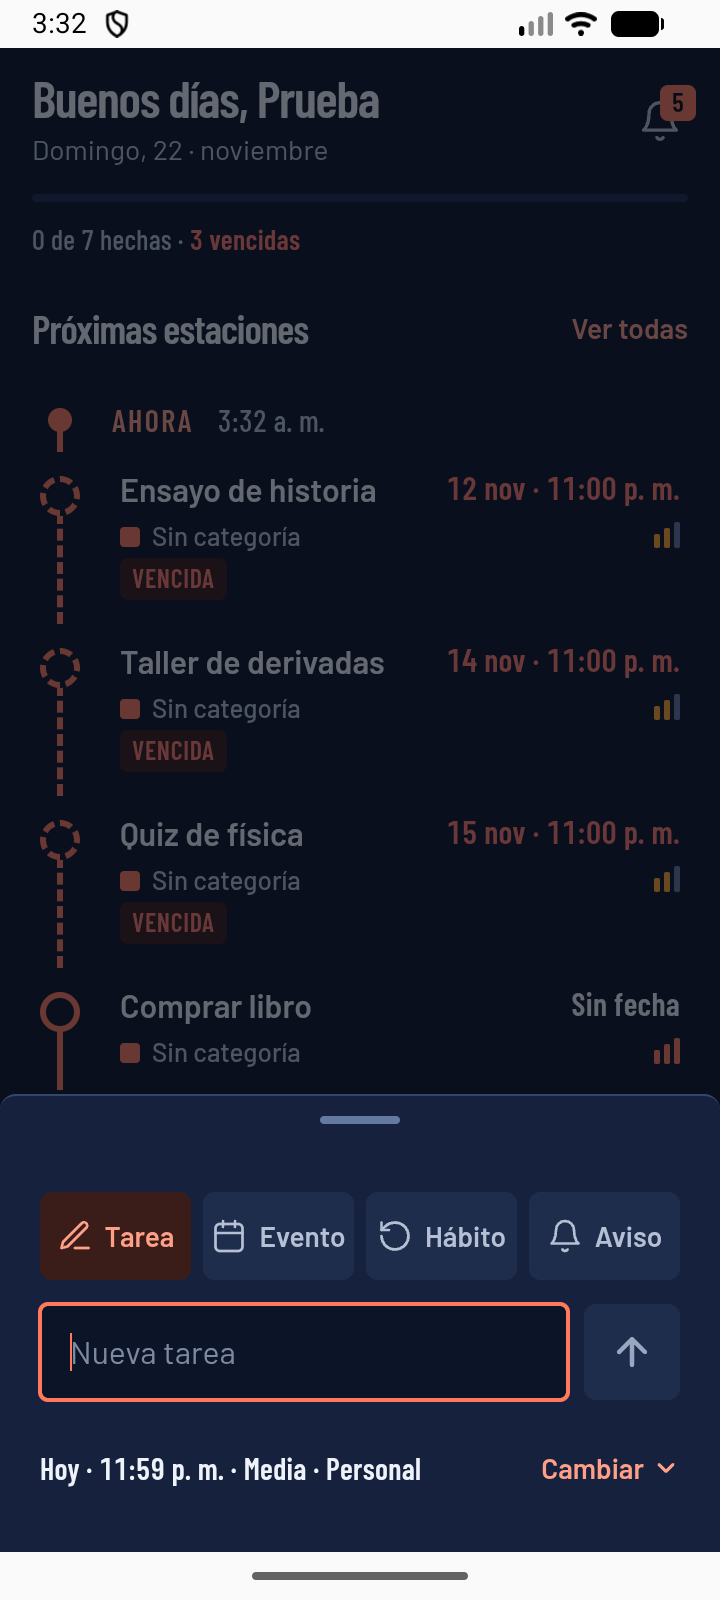 3:32
Buenos días, Prueba
5
Domingo, 22 · noviembre
0 de 7 hechas · 3 vencidas
Próximas estaciones
Ver todas
AHORA 3:32 a. m.
Ensayo de historia
12 nov · 11:00 p. m.
Sin categoría
VENCIDA
Taller de derivadas
14 nov · 11:00 p. m.
Sin categoría
VENCIDA
Quiz de física
15 nov · 11:00 p. m.
Sin categoría
VENCIDA
Comprar libro
Sin fecha
Sin categoría
Tarea
Evento
Hábito
Aviso
Nueva tarea
Hoy · 11:59 p. m. · Media · Personal
Cambiar